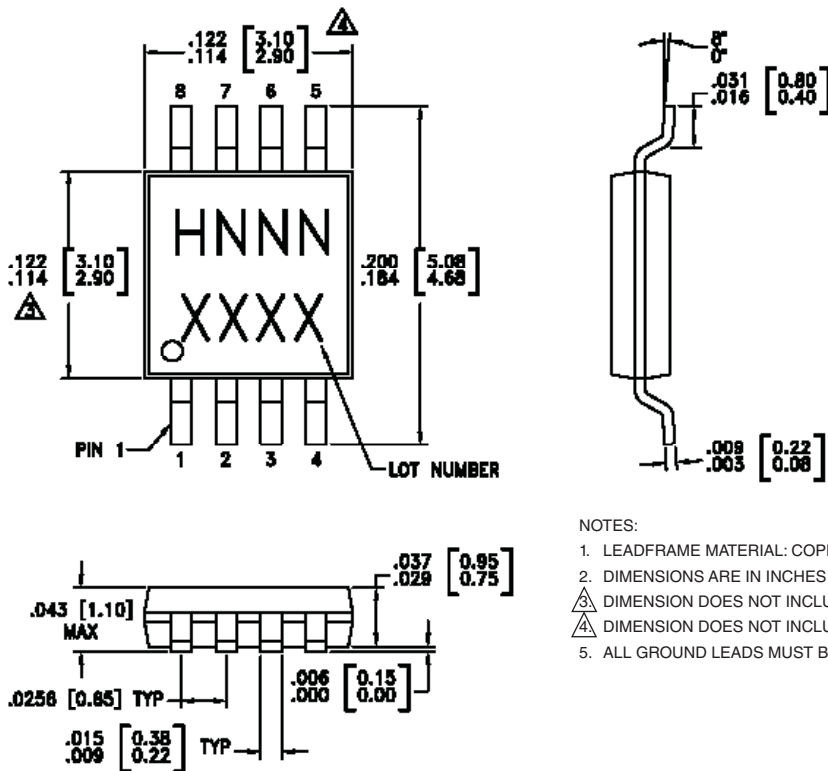 .122 [3.10]
.114 [2.90]
4
8 7 6 5
HNNN
XXXX
.122 [3.10]
.114 [2.90]
3
.200 [5.08]
.184 [4.68]
PIN 1
1 2 3 4
LOT NUMBER
8°
0°
.031 [0.80]
.016 [0.40]
.009 [0.22]
.003 [0.08]
.037 [0.95]
.029 [0.75]
.043 [1.10]
MAX
.006 [0.15]
.000 [0.00]
.0256 [0.65] TYP
.015 [0.38]
.009 [0.22]
TYP
NOTES:
1. LEADFRAME MATERIAL:
2. DIMENSIONS ARE IN INCHES
3. DIMENSION DOES NOT
4. DIMENSION DOES NOT
5. ALL GROUND LEADS MUST